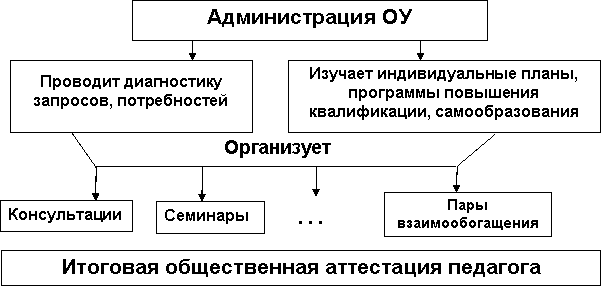 Администрация ОУ
Проводит диагностику
запросов, потребностей
Изучает индивидуальные планы,
программы повышения
квалификации, самообразования
Организует
Консультации
Семинары
...
Пары
взаимообогащения
Итоговая общественная аттестация педагога